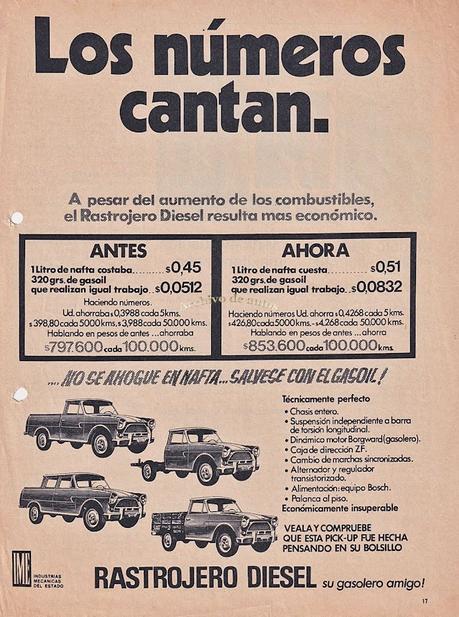 Los números
cantan.
A pesar del aumento de los combustibles,
el Rastrojero Diesel resulta mas económico.
ANTES
1 Litro de nafta costaba.......... $0,45
320 grs. de gasoil
que realizan igual trabajo.. $0,0512
Haciendo números.
Ud. ahorraba $0,3988 cada 5kms.
$398,80 cada 5000kms-$3,988 cada 50.000 kms.
Hablando en pesos de antes ... ahorraba
$797.600 cada 100.000 kms.
AHORA
1 Litro de nafta cuesta......... $0,51
320 grs. de gasoil
que realizan igual trabajo.. $0,0832
Haciendo números Ud. ahorra $0,4268 cada 5 kms.
$426,80 cada 5000 kms.-$4.268 cada 50.000 kms.
Hablando en pesos de antes ...ahorra
$853.600 cada 100.000 kms.
Archivo de autos
....NO SE AHOGUE EN NAFTA...SALVESE CON EL GASOIL!
Técnicamente perfecto
• Chasis entero.
• Suspensión independiente a barra
de torsión longitudinal.
• Dinámica motor Borgward (gasolero).
• Caja de dirección Z.F.
• Cambio de marchas sincronizadas.
• Alternador y regulador
transistorizado.
• Alimentación: equipo Bosch.
• Palanca al piso.
Económicamente insuperable
VEALA Y COMPRUEBE
QUE ESTA PICK-UP FUE HECHA
PENSANDO EN SU BOLSILLO
IME
INDUSTRIAS
MECANICAS
DEL ESTADO
RASTROJERO DIESEL su gasolero amigo!
17